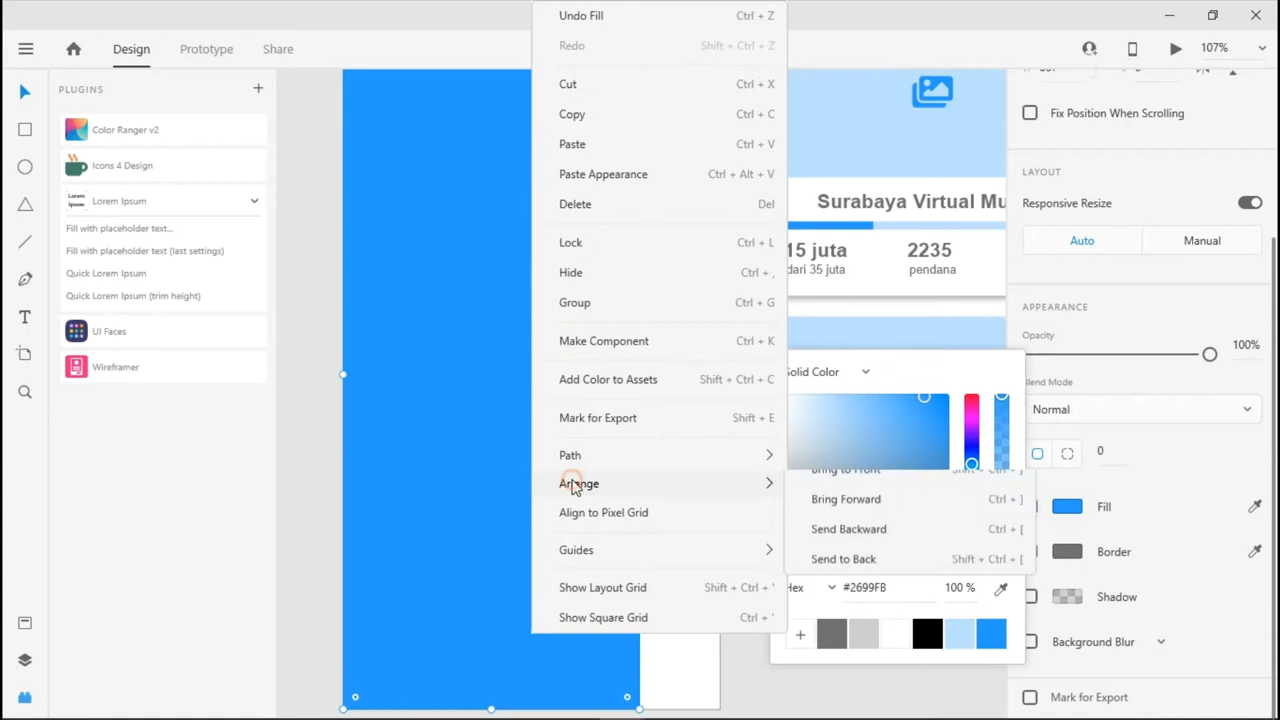 Undo Fill Ctrl + Z
Design Prototype Share
Redo Shift + Ctrl + Z
107%
PLUGINS
Color Ranger v2
Icons 4 Design
Lorem Ipsum
Lorem Ipsum
Fill with placeholder text...
Fill with placeholder text (last settings)
Quick Lorem Ipsum
Quick Lorem Ipsum (trim height)
UI Faces
Wireframer
Cut Ctrl + X
Copy Ctrl + C
Paste Ctrl + V
Paste Appearance Ctrl + Alt + V
Delete Del
Lock Ctrl + L
Hide Ctrl + ,
Group Ctrl + G
Make Component Ctrl + K
Add Color to Assets Shift + Ctrl + C
Mark for Export Shift + E
Path
Arrange
Align to Pixel Grid
Guides
Show Layout Grid Shift + Ctrl + '
Show Square Grid Ctrl + '
Surabaya Virtual Mu
15 juta 2235
dari 35 juta pendana
Solid Color
Bring to Front Shift + Ctrl + ]
Bring Forward Ctrl + ]
Send Backward Ctrl + [
Send to Back Shift + Ctrl + [
Hex #2699FB 100 %
Fix Position When Scrolling
LAYOUT
Responsive Resize
Auto Manual
APPEARANCE
Opacity
100%
Blend Mode
Normal
0
Fill
Border
Shadow
Background Blur
Mark for Export